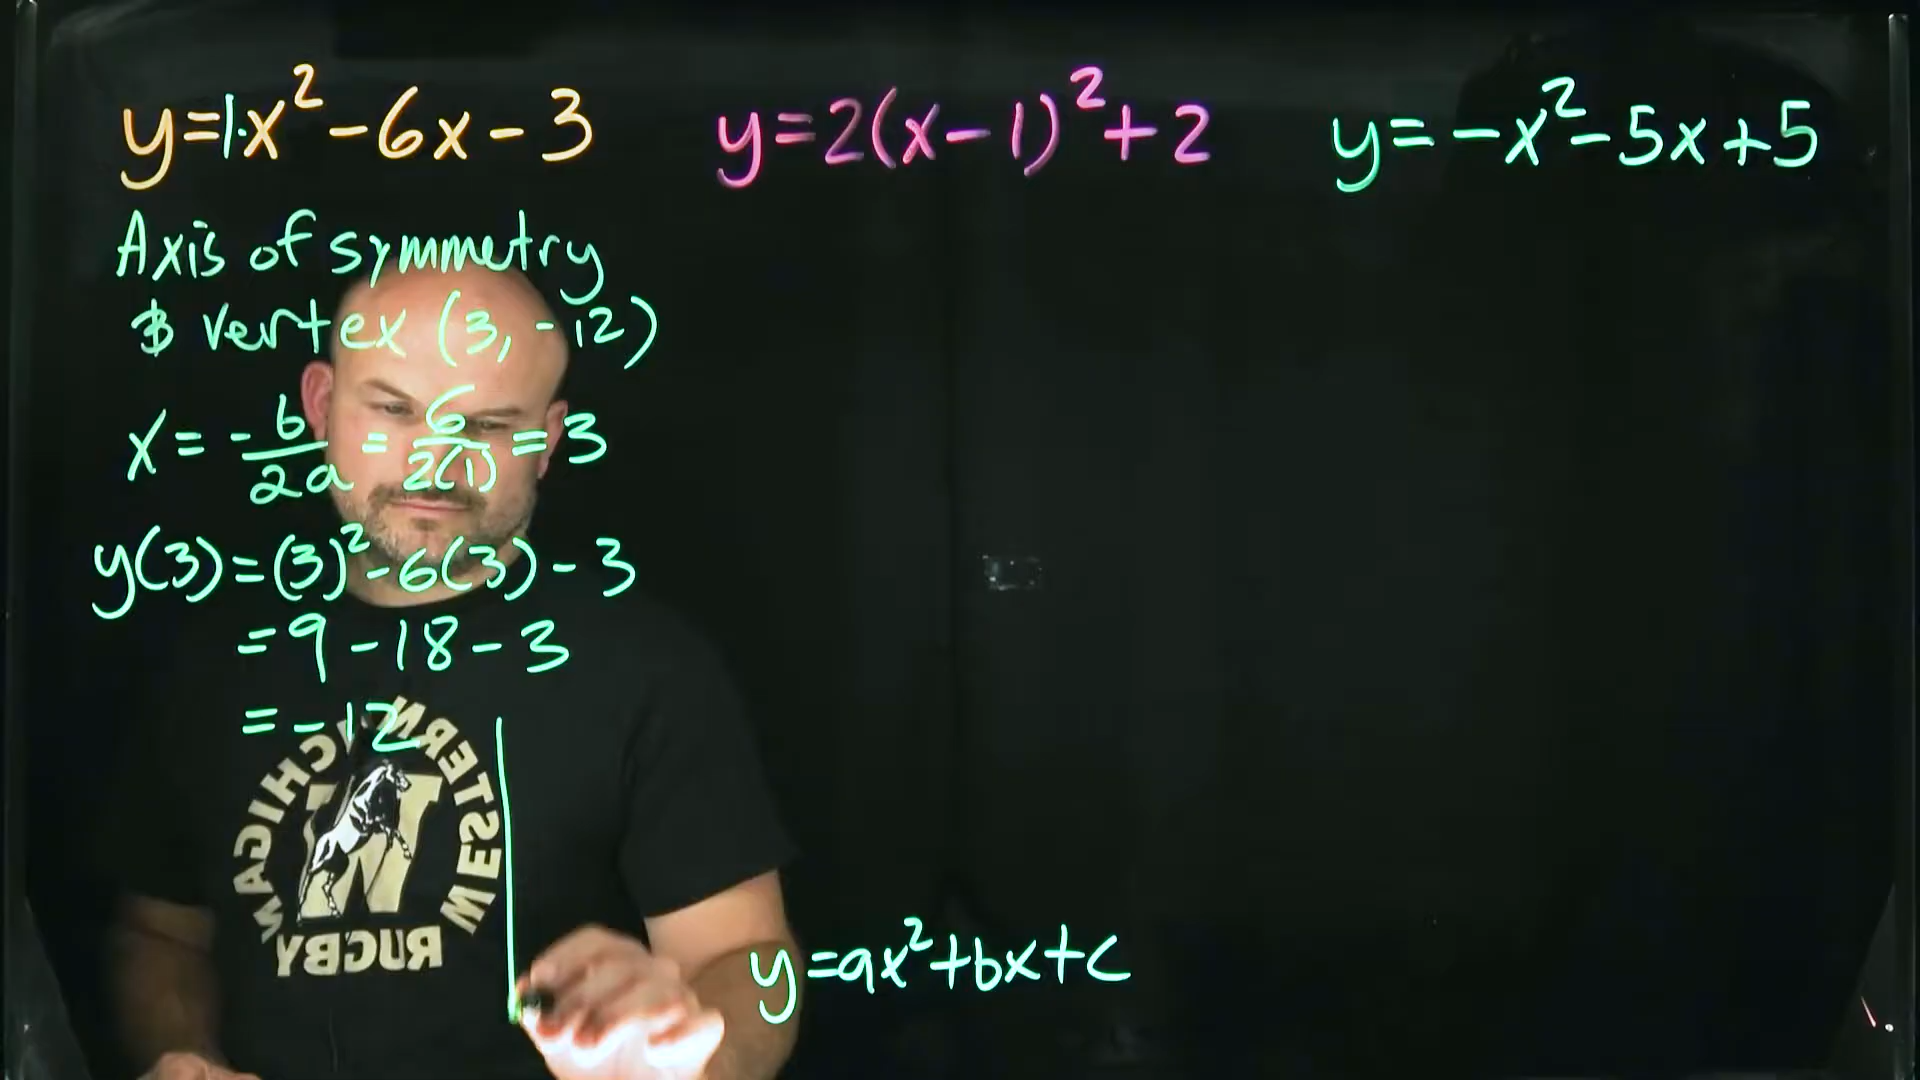 y=1·x²-6x-3
y=2(x-1)²+2
y=-x²-5x+5
Axis of symmetry
& vertex (3, -12)
x = -b/2a = 6/2(1) = 3
y(3)=(3)²-6(3)-3
=9-18-3
=-12
WESTERN MICHIGAN
W
RUGBY
y=ax²+bx+c